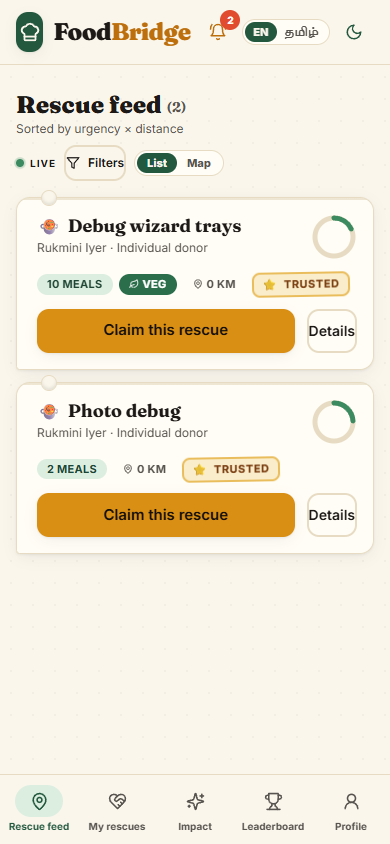 FoodBridge 2 EN தமிழ்
Rescue feed (2)
Sorted by urgency × distance
LIVE Filters List Map
Debug wizard trays
Rukmini Iyer · Individual donor
10 MEALS VEG 0 KM TRUSTED
Claim this rescue Details
Photo debug
Rukmini Iyer · Individual donor
2 MEALS 0 KM TRUSTED
Claim this rescue Details
Rescue feed My rescues Impact Leaderboard Profile